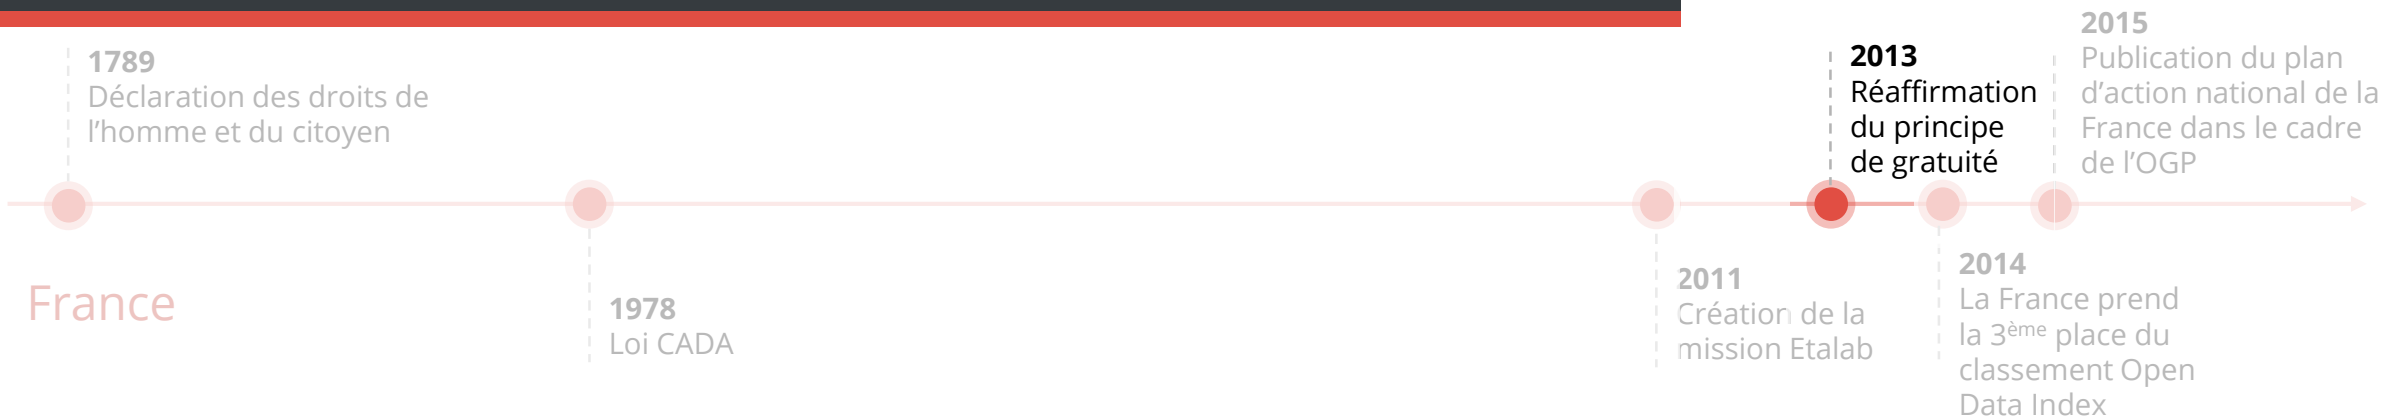 1789
Déclaration des droits de
l’homme et du citoyen
2013
Réaffirmation
du principe
de gratuité
2015
Publication du plan
d’action national de la
France dans le cadre
de l’OGP
France
1978
Loi CADA
2011
Création de la
mission Etalab
2014
La France prend
la 3ème place du
classement Open
Data Index